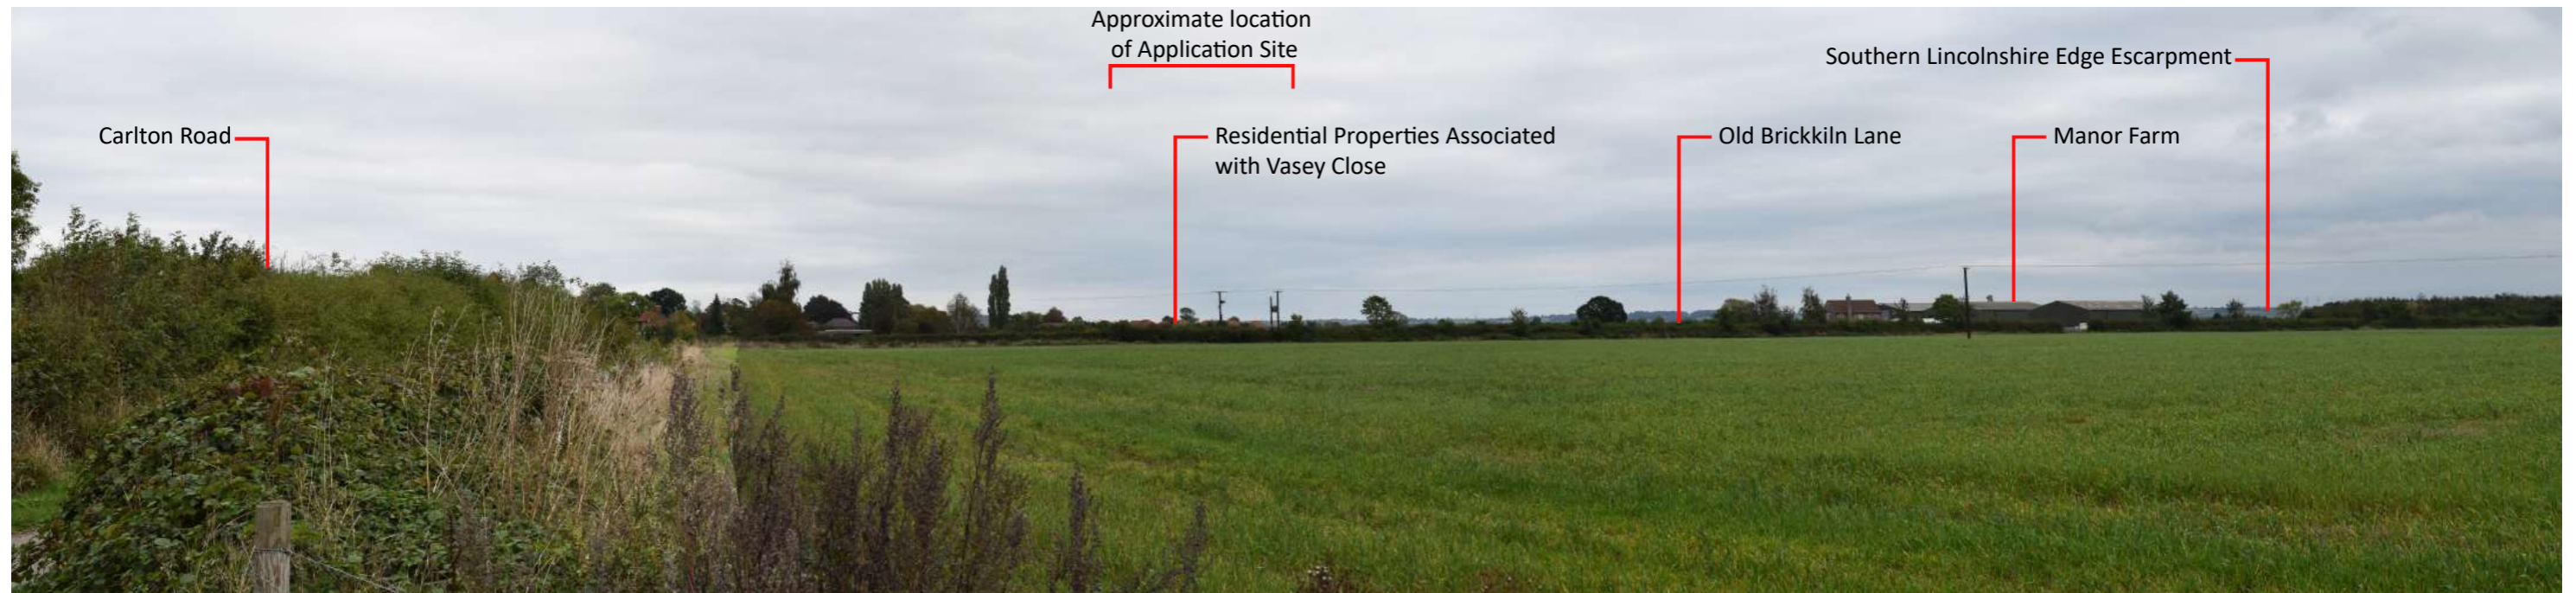 Approximate location
of Application Site
Southern Lincolnshire Edge Escarpment
Carlton Road
Residential Properties Associated
with Vasey Close
Old Brickkiln Lane
Manor Farm